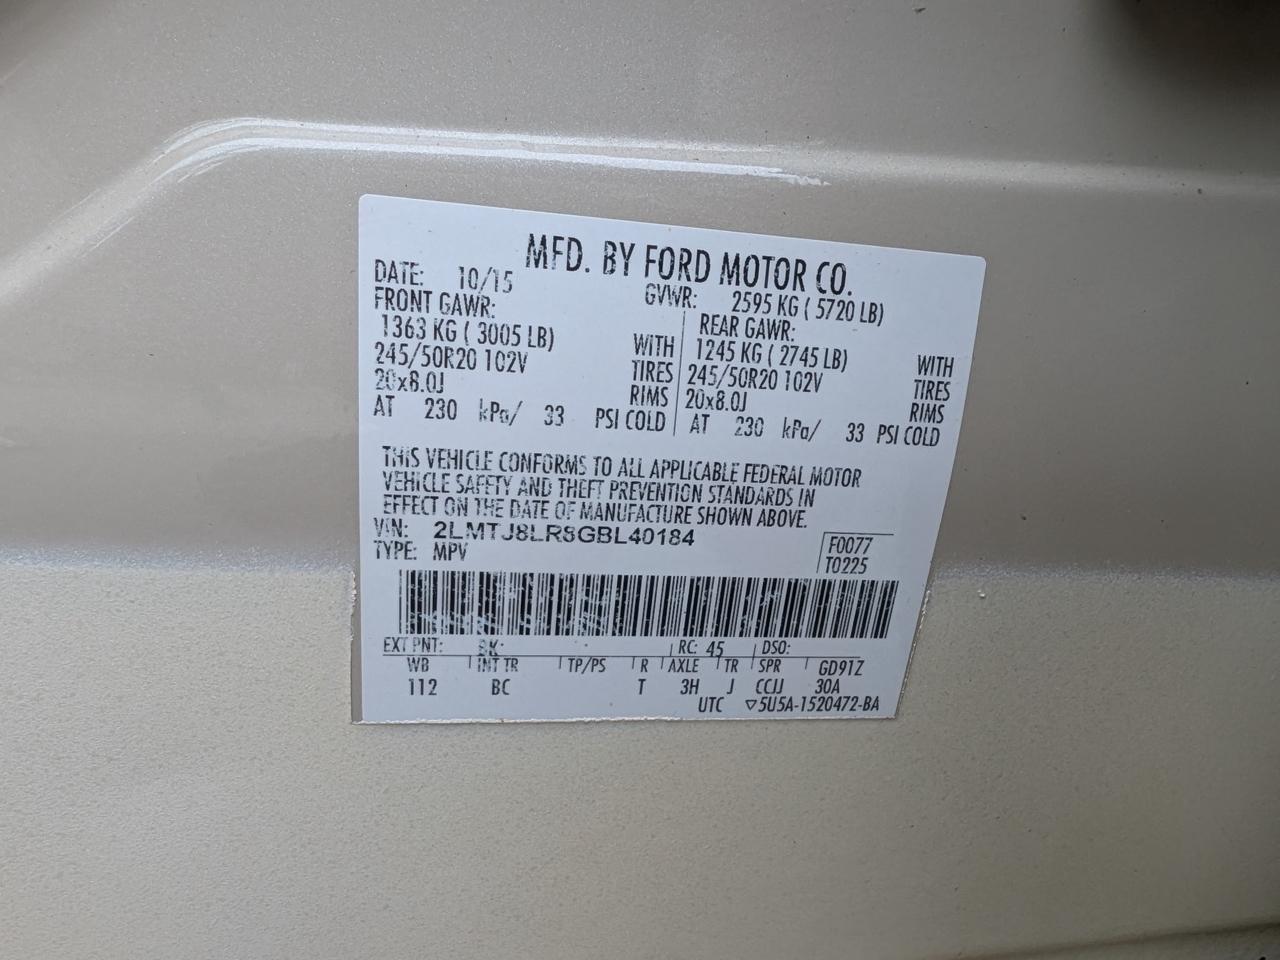 MFD. BY FORD MOTOR CO.
DATE: 10/15
GVWR: 2595 KG ( 5720 LB)
FRONT GAWR:
1363 KG ( 3005 LB) WITH
245/50R20 102V TIRES
20x8.0J RIMS
AT 230 kPa/ 33 PSI COLD
REAR GAWR:
1245 KG ( 2745 LB) WITH
245/50R20 102V TIRES
20x8.0J RIMS
AT 230 kPa/ 33 PSI COLD
THIS VEHICLE CONFORMS TO ALL APPLICABLE FEDERAL MOTOR
VEHICLE SAFETY AND THEFT PREVENTION STANDARDS IN
EFFECT ON THE DATE OF MANUFACTURE SHOWN ABOVE.
VIN: 2LMTJ8LR8GBL40184
TYPE: MPV
F0077
T0225
EXT PNT: RC: 45 DSO:
WB INT TR TP/PS R AXLE TR SPR GD91Z
112 BC T 3H J CCJJ 30A
UTC ▽5U5A-1520472-BA